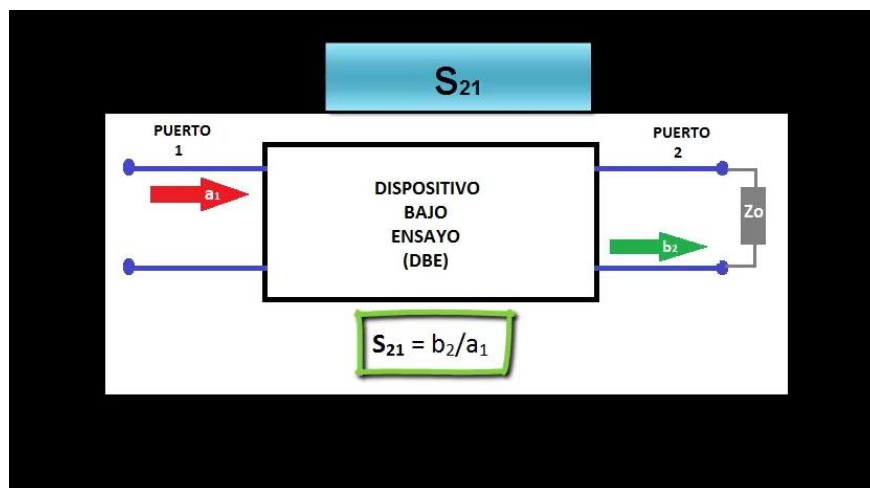 S21
PUERTO
1
PUERTO
2
a1
DISPOSITIVO
BAJO
ENSAYO
(DBE)
Zo
b2
S21 = b2/a1